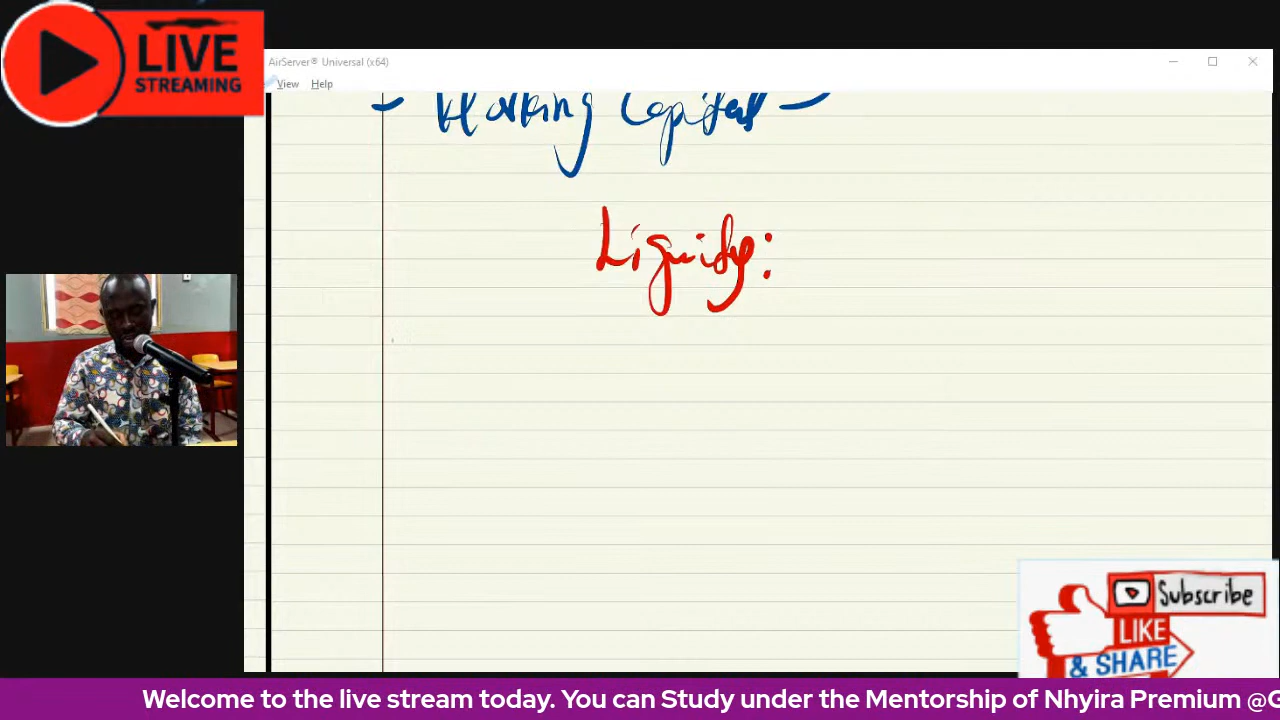 LIVE
STREAMING
AirServer® Universal (x64)
View Help
- Working Capital -
Liquidity:
Subscribe
LIKE
& SHARE
Welcome to the live stream today. You can Study under the Mentorship of Nhyira Premium @